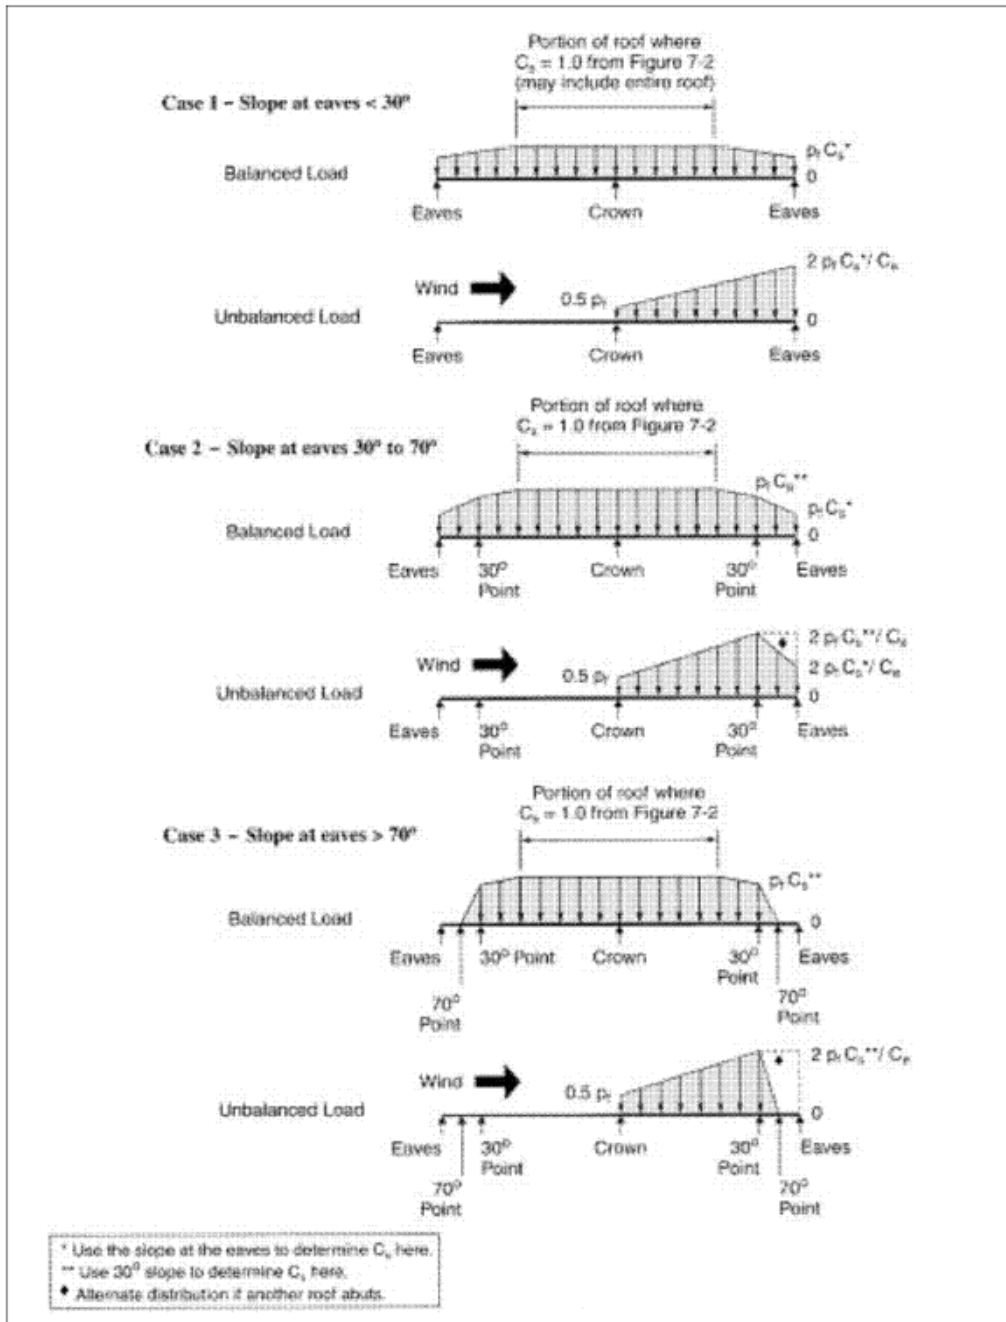 Portion of roof where
Cs = 1.0 from Figure 7-2
(may include entire roof)
Case 1 – Slope at eaves < 30°
pf Cs*
Balanced Load
0
Eaves
Crown
Eaves
2 pf Cs*/ Ce
Wind
0.5 pf
Unbalanced Load
0
Eaves
Crown
Eaves
Portion of roof where
Cs = 1.0 from Figure 7-2
Case 2 – Slope at eaves 30° to 70°
pf Cs**
pf Cs*
Balanced Load
0
Eaves
30°
Point
Crown
30°
Point
Eaves
2 pf Cs**/ Ce
Wind
0.5 pf
2 pf Cs*/ Ce
Unbalanced Load
0
Eaves
30°
Point
Crown
30°
Point
Eaves
Portion of roof where
Cs = 1.0 from Figure 7-2
Case 3 – Slope at eaves > 70°
pf Cs**
Balanced Load
0
Eaves
30° Point
Crown
30°
Point
Eaves
70°
Point
70°
Point
2 pf Cs**/ Ce
Wind
0.5 pf
Unbalanced Load
0
Eaves
30°
Point
Crown
30°
Point
Eaves
70°
Point
70°
Point
* Use the slope at the eaves to determine Cs here.
** Use 30° slope to determine Cs here.
♦ Alternate distribution if another roof abuts.